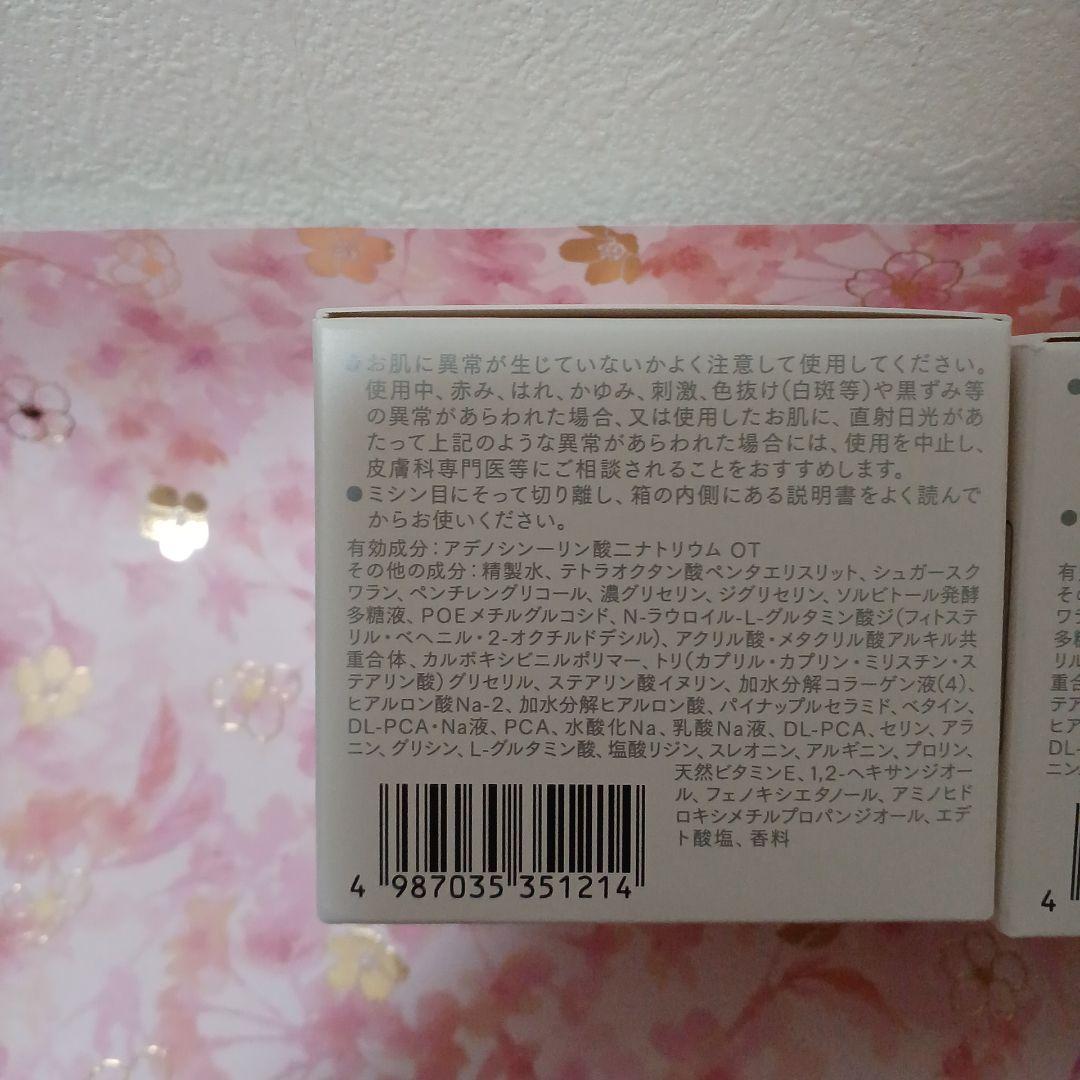 ●お肌に異常が生じていないかよく注意して使用してください。
使用中、赤み、はれ、かゆみ、刺激、色抜け(白斑等)や黒ずみ等
の異常があらわれた場合、又は使用したお肌に、直射日光があ
たって上記のような異常があらわれた場合には、使用を中止し、
皮膚科専門医等にご相談されることをおすすめします。
●ミシン目にそって切り離し、箱の内側にある説明書をよく読んで
からお使いください。
有効成分:アデノシン一リン酸二ナトリウム OT
その他の成分:精製水、テトラオクタン酸ペンタエリスリット、シュガースク
ワラン、ペンチレングリコール、濃グリセリン、ジグリセリン、ソルビトール発酵
多糖液、POEメチルグルコシド、N-ラウロイル-L-グルタミン酸ジ(フィトステ
リル・ベヘニル・2-オクチルドデシル)、アクリル酸・メタクリル酸アルキル共
重合体、カルボキシビニルポリマー、トリ(カプリル・カプリン・ミリスチン・ス
テアリン酸)グリセリル、ステアリン酸イヌリン、加水分解コラーゲン液(4)、
ヒアルロン酸Na-2、加水分解ヒアルロン酸、パイナップルセラミド、ベタイン、
DL-PCA・Na液、PCA、水酸化Na、乳酸Na液、DL-PCA、セリン、アラ
ニン、グリシン、L-グルタミン酸、塩酸リジン、スレオニン、アルギニン、プロリン、
天然ビタミンE、1,2-ヘキサンジオー
ル、フェノキシエタノール、アミノヒド
ロキシメチルプロパンジオール、エデ
ト酸塩、香料
4 987035 351214
●
●
有
その
ワラ
多糖
リル
重合
テア
ヒア
DL-
ニン
4